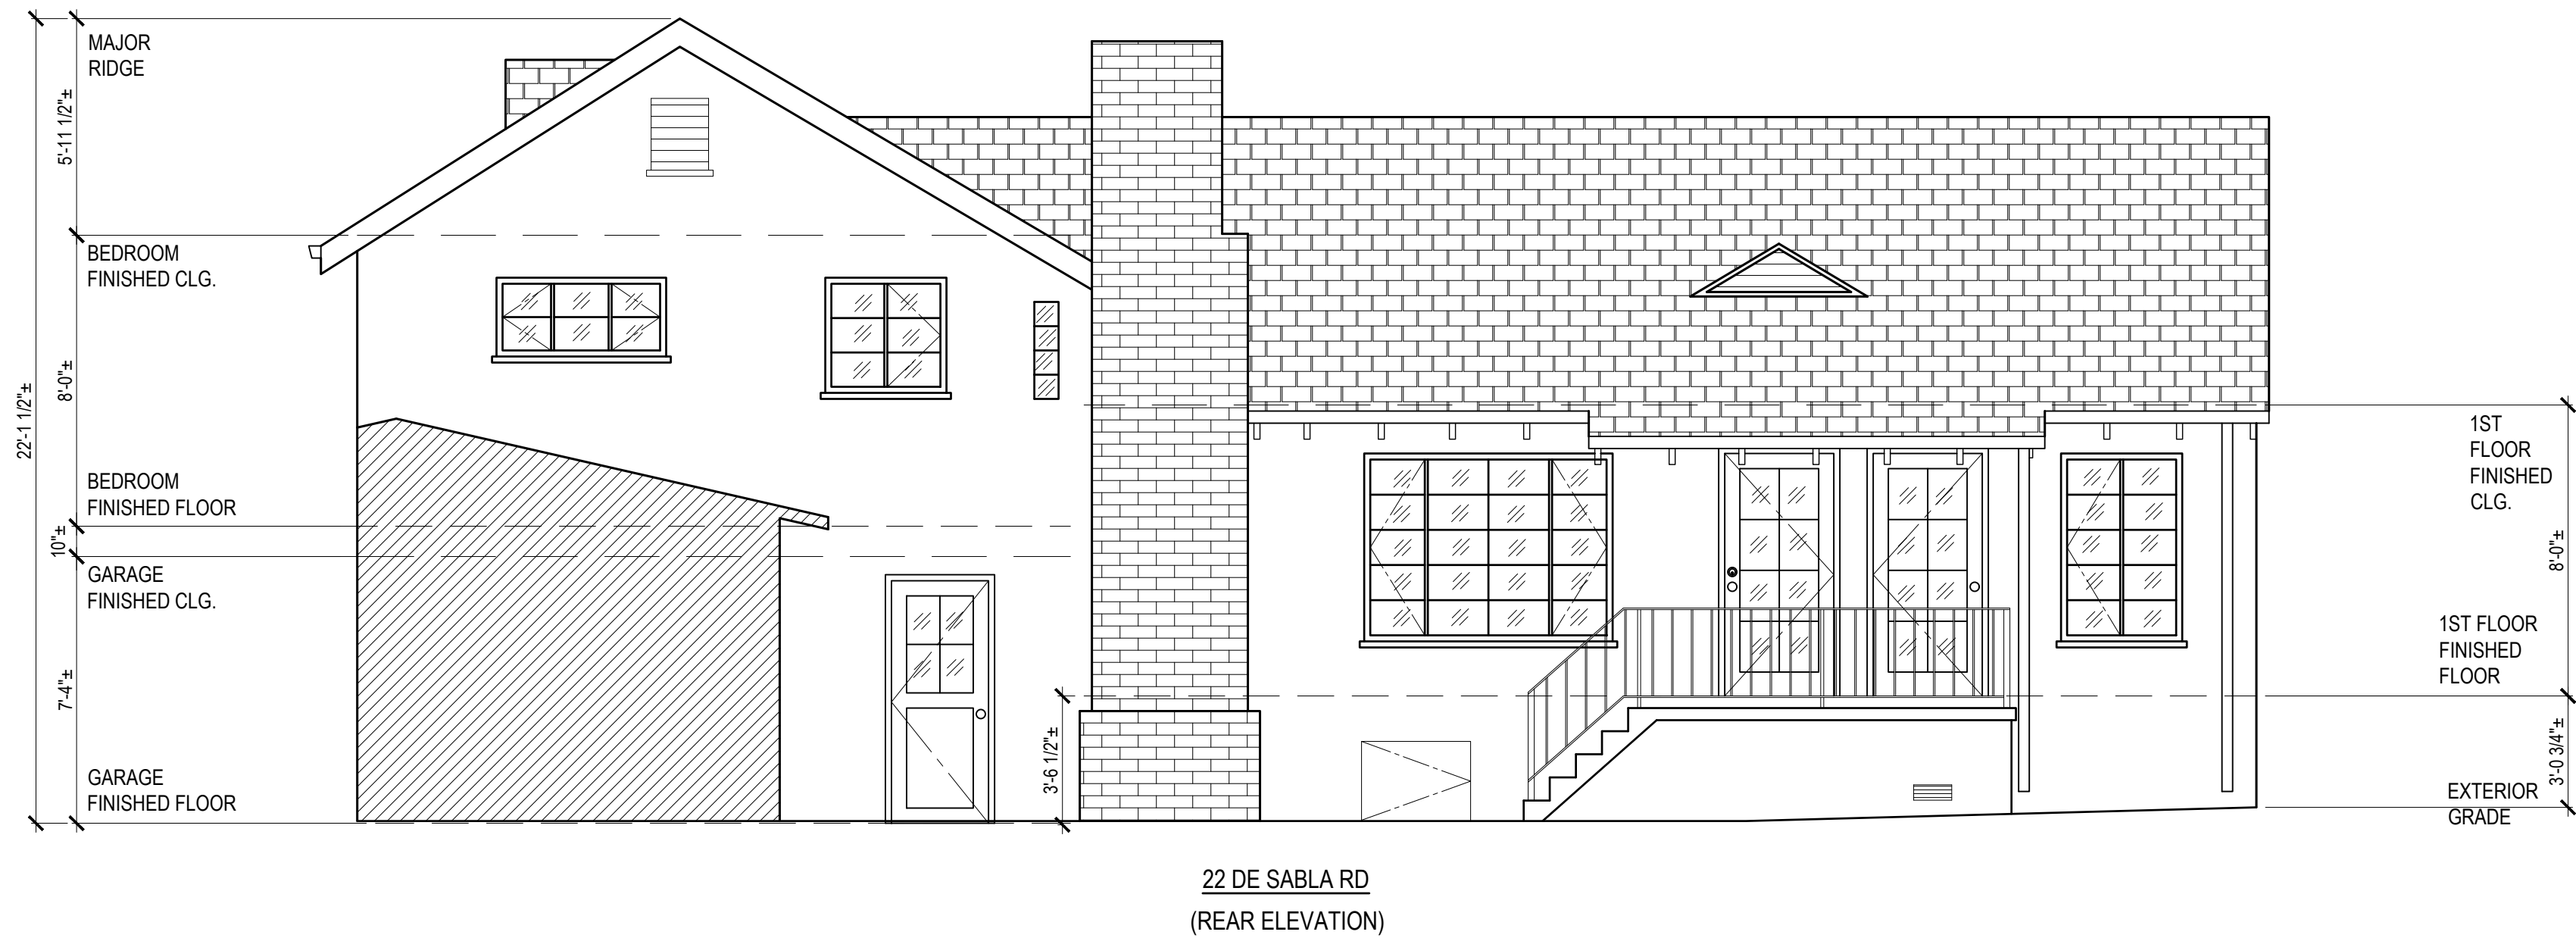 MAJOR
RIDGE
5'-11 1/2"±
BEDROOM
FINISHED CLG.
8'-0"±
22'-1 1/2"±
BEDROOM
FINISHED FLOOR
10"±
GARAGE
FINISHED CLG.
7'-4"±
GARAGE
FINISHED FLOOR
3'-6 1/2"±
1ST
FLOOR
FINISHED
CLG.
8'-0"±
1ST FLOOR
FINISHED
FLOOR
3'-0 3/4"±
EXTERIOR
GRADE
22 DE SABLA RD
(REAR ELEVATION)